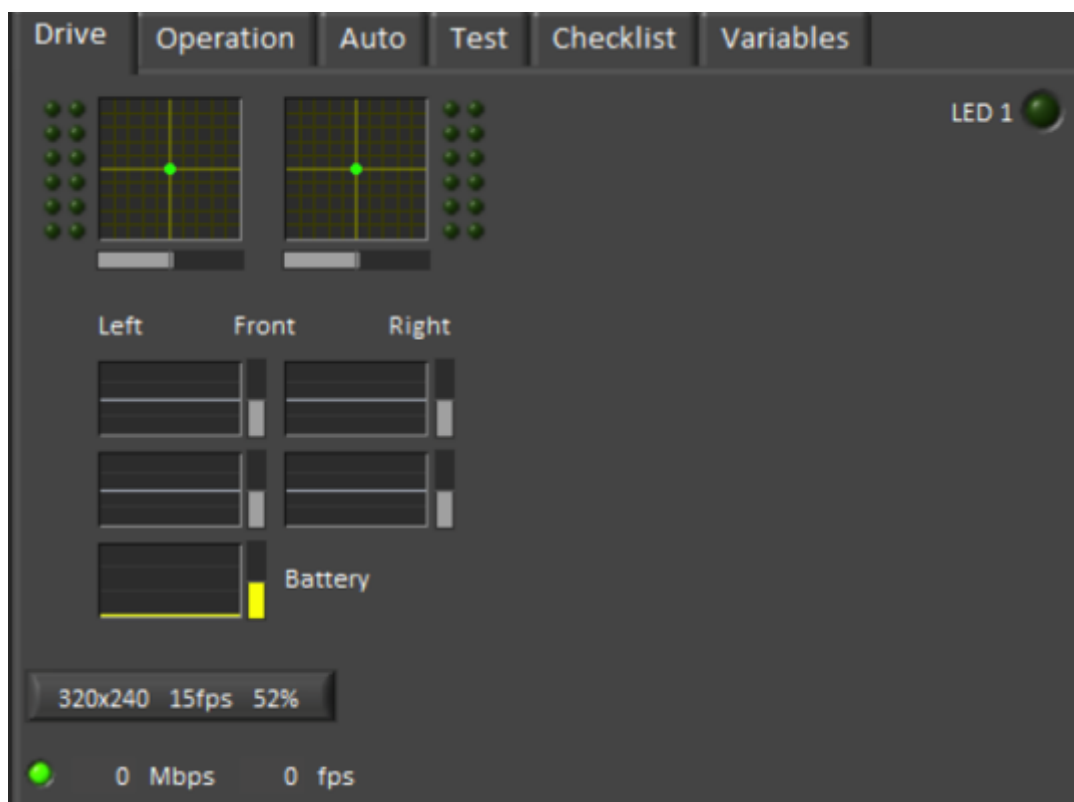 Drive Operation Auto Test Checklist Variables
LED 1
Left Front Right
Battery
320x240 15fps 52%
0 Mbps 0 fps